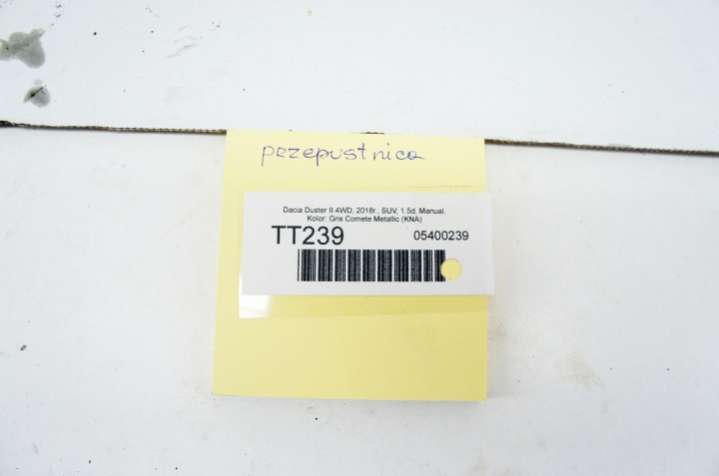 przepustnica
Dacia Duster II 4WD, 2018r., SUV, 1.5d, Manual.
Kolor: Gris Comete Metallic (KNA)
TT239
05400239